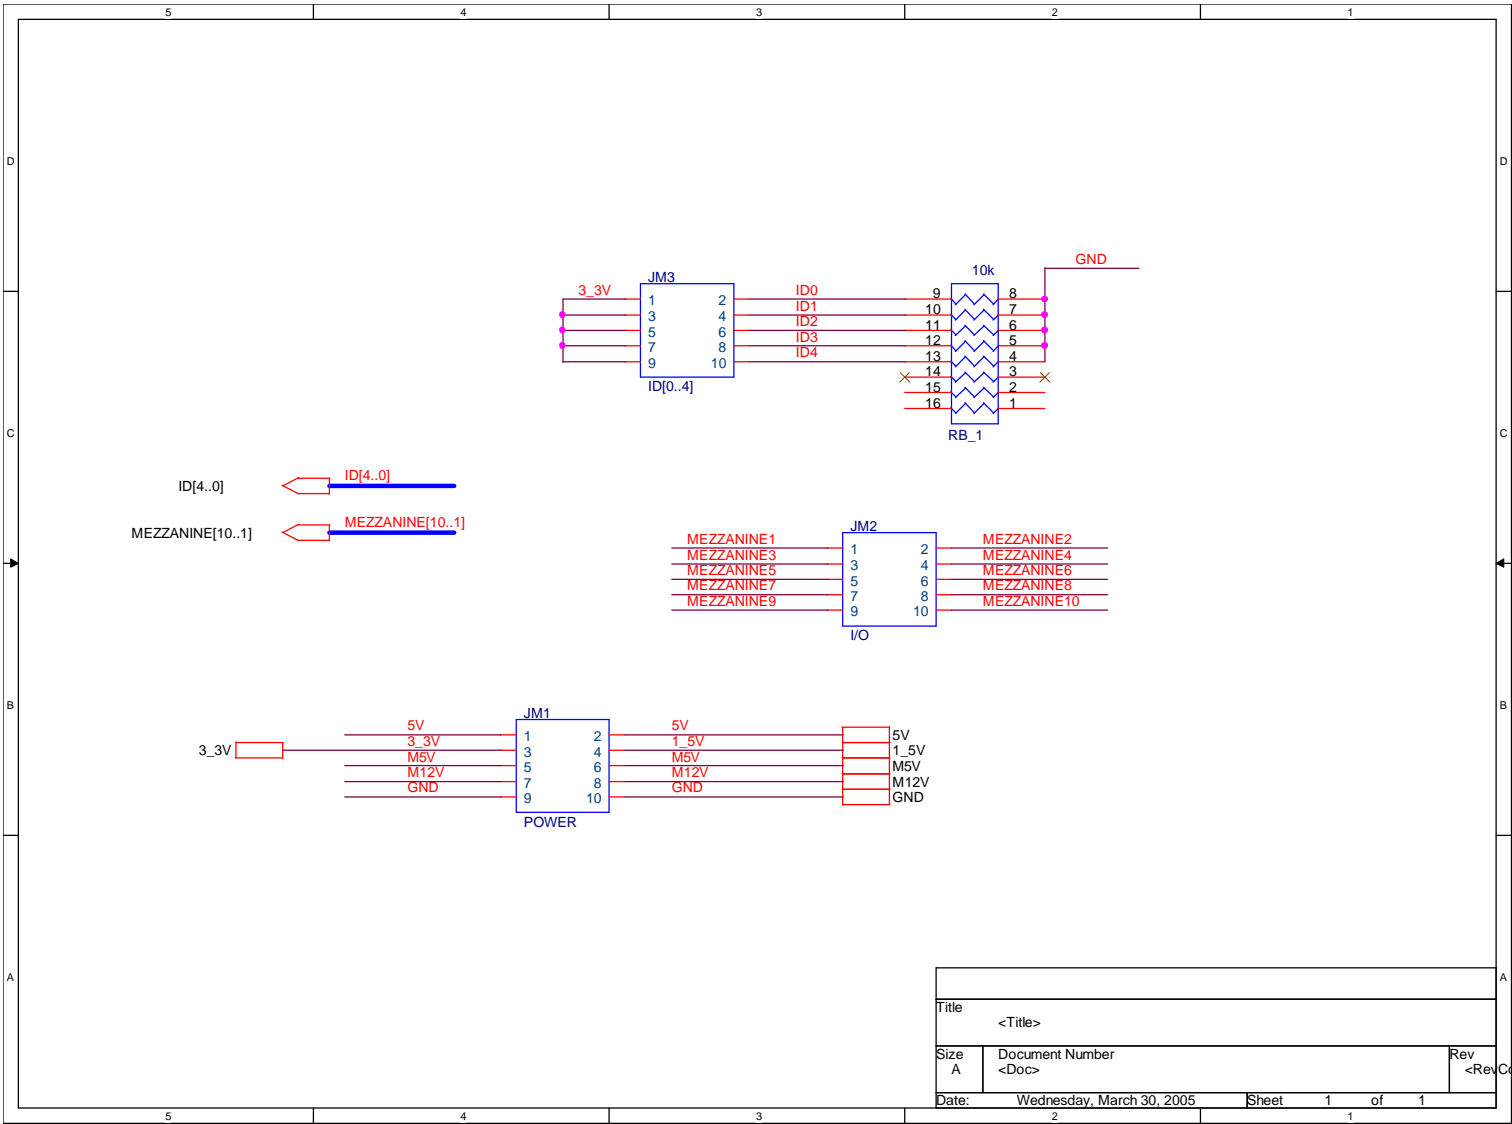 5 4 3 2 1
D D
GND
10k
JM3
3_3V 1 2 ID0 9 8
3 4 ID1 10 7
5 6 ID2 11 6
7 8 ID3 12 5
9 10 ID4 13 4
14 3
ID[0..4]
15 2
16 1
RB_1
C C
ID[4..0] ID[4..0]
MEZZANINE[10..1] MEZZANINE[10..1]
JM2
MEZZANINE1 1 2 MEZZANINE2
MEZZANINE3 3 4 MEZZANINE4
MEZZANINE5 5 6 MEZZANINE6
MEZZANINE7 7 8 MEZZANINE8
MEZZANINE9 9 10 MEZZANINE10
I/O
B B
JM1
5V 1 2 5V 5V
3_3V 3_3V 3 4 1_5V 1_5V
M5V 5 6 M5V M5V
M12V 7 8 M12V M12V
GND 9 10 GND GND
POWER
A A
Title
<Title>
Size Document Number Rev
A <Doc> <RevCo
Date: Wednesday, March 30, 2005 Sheet 1 of 1
5 4 3 2 1